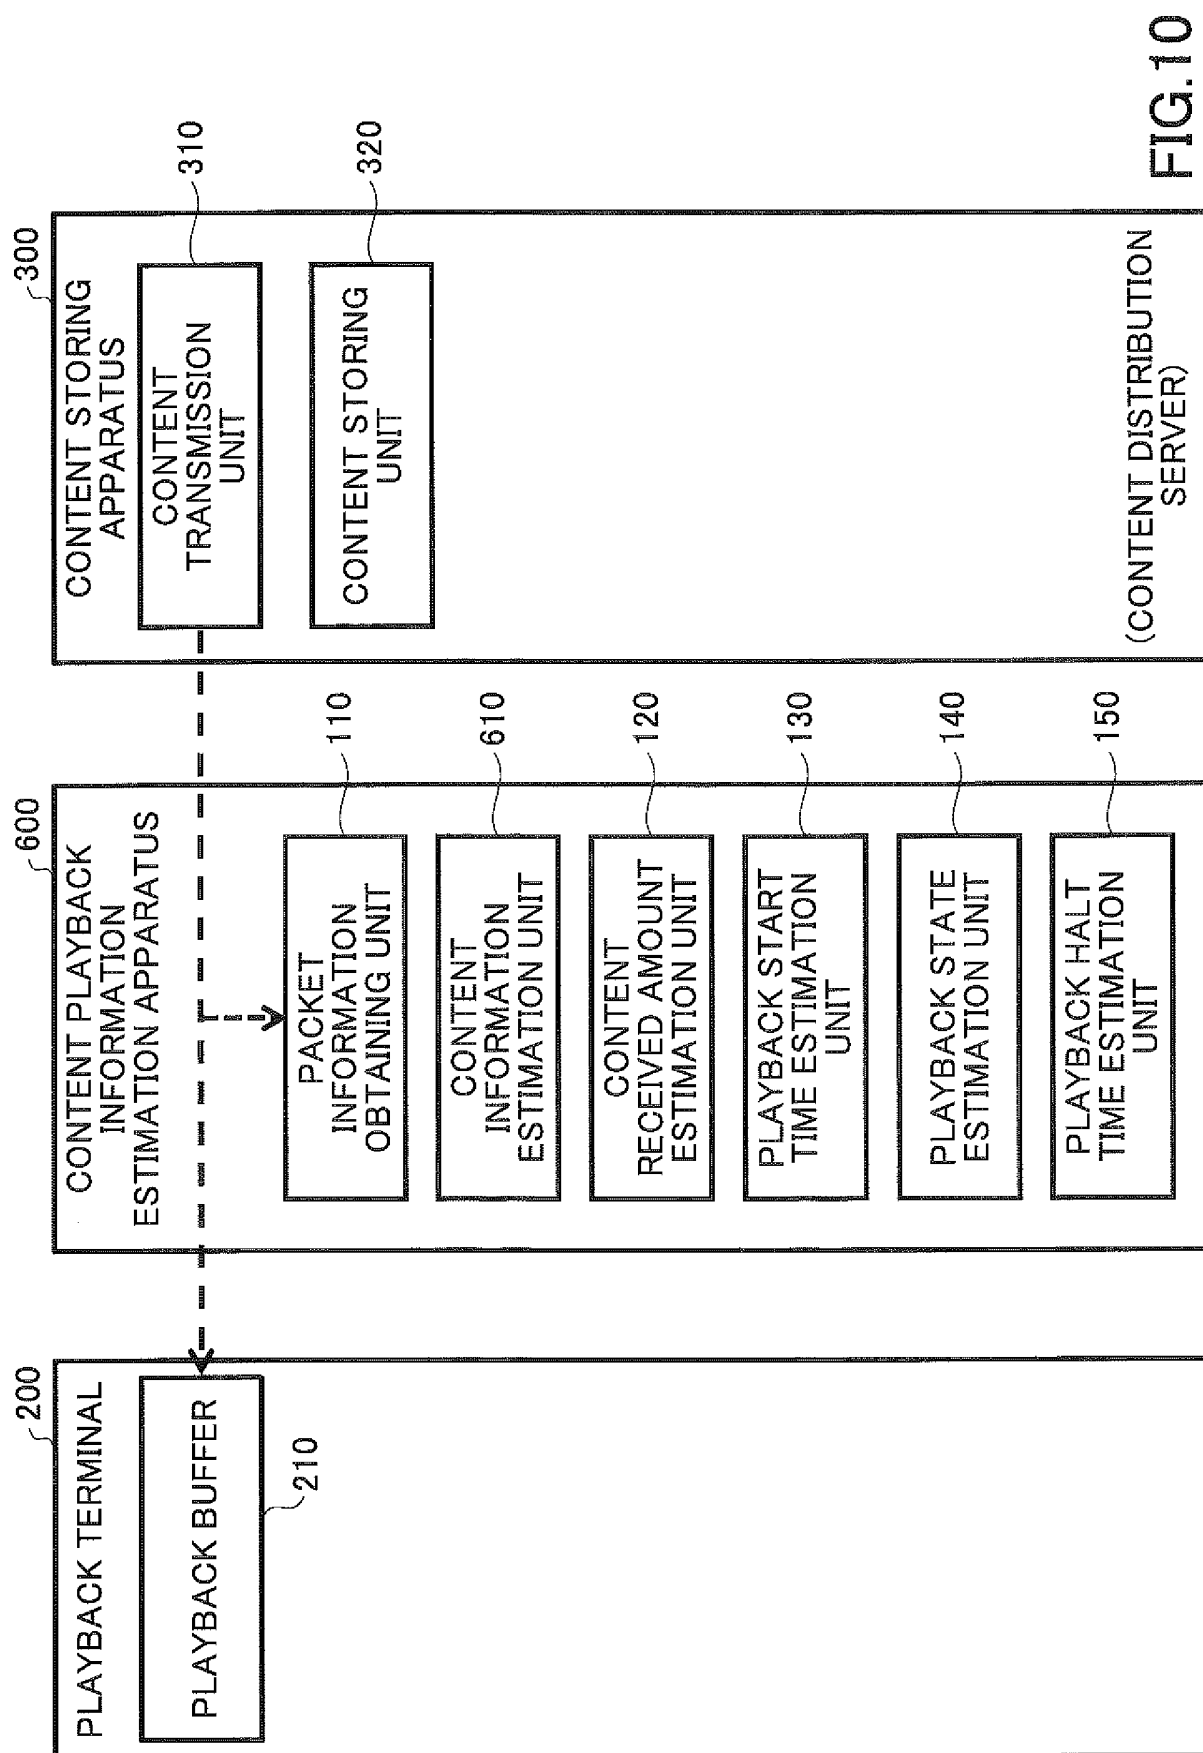 200
PLAYBACK TERMINAL
PLAYBACK BUFFER
210
600
CONTENT PLAYBACK
INFORMATION
ESTIMATION APPARATUS
PACKET
INFORMATION
OBTAINING UNIT
110
CONTENT
INFORMATION
ESTIMATION UNIT
610
CONTENT
RECEIVED AMOUNT
ESTIMATION UNIT
120
PLAYBACK START
TIME ESTIMATION
UNIT
130
PLAYBACK STATE
ESTIMATION UNIT
140
PLAYBACK HALT
TIME ESTIMATION
UNIT
150
300
CONTENT STORING
APPARATUS
CONTENT
TRANSMISSION
UNIT
310
CONTENT STORING
UNIT
320
(CONTENT DISTRIBUTION
SERVER)
FIG.10